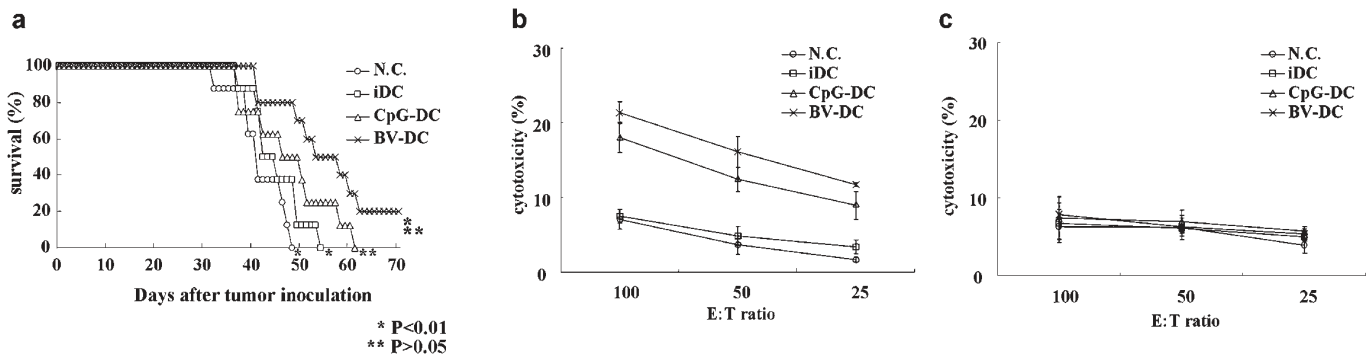 a
survival (%)
100
80
60
40
20
0
0 10 20 30 40 50 60 70
Days after tumor inoculation
N.C.
iDC
CpG-DC
BV-DC
*
**
* * **
* P<0.01
** P>0.05
b
cytotoxicity (%)
30
20
10
0
100 50 25
E:T ratio
N.C.
iDC
CpG-DC
BV-DC
c
cytotoxicity (%)
30
20
10
0
100 50 25
E:T ratio
N.C.
iDC
CpG-DC
BV-DC